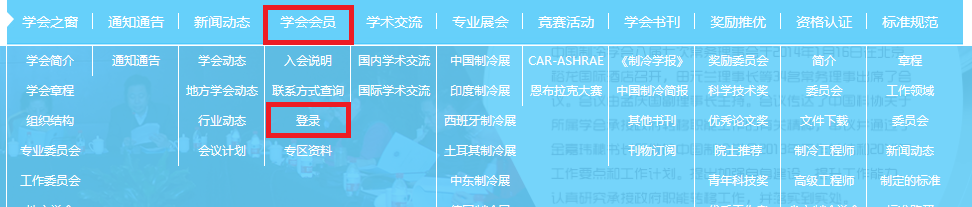 学会之窗 通知通告 新闻动态 学会会员 学术交流 专业展会 竞赛活动 学会书刊 奖励推优 资格认证 标准规范
学会简介 通知通告 学会动态 入会说明 国内学术交流 中国制冷展 CAR-ASHRAE 《制冷学报》 奖励委员会 简介 章程
学会章程 地方学会动态 联系方式查询 国际学术交流 印度制冷展 恩布拉克大赛 中国制冷简报 科学技术奖 委员会 工作领域
组织结构 行业动态 登录 西班牙制冷展 其他书刊 优秀论文奖 文件下载 委员会
专业委员会 会议计划 专区资料 土耳其制冷展 刊物订阅 院士推荐 制冷工程师 新闻动态
工作委员会 中东制冷展 青年科技奖 高级工程师 制定的标准